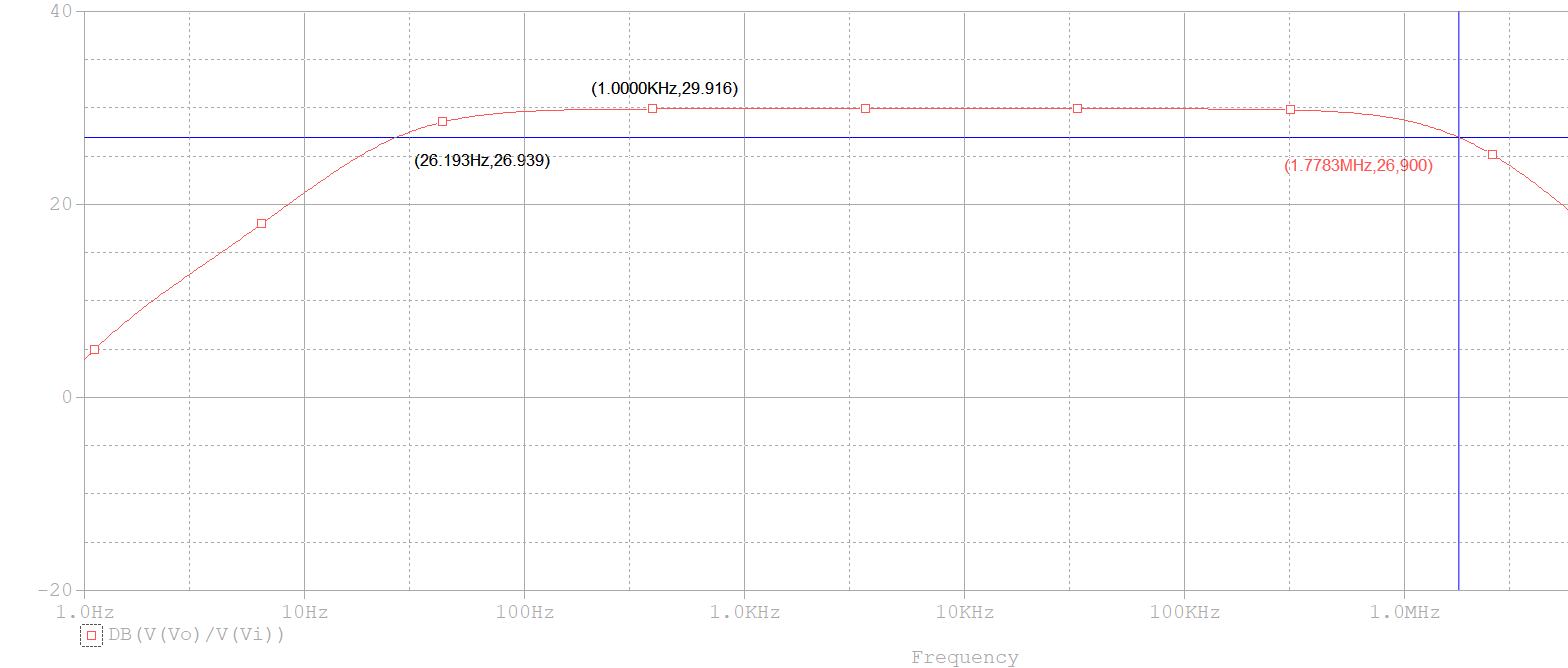 40
(1.0000KHz,29.916)
(26.193Hz,26.939)
(1.7783MHz,26,900)
20
0
-20
1.0Hz 10Hz 100Hz 1.0KHz 10KHz 100KHz 1.0MHz
DB(V(Vo)/V(Vi))
Frequency